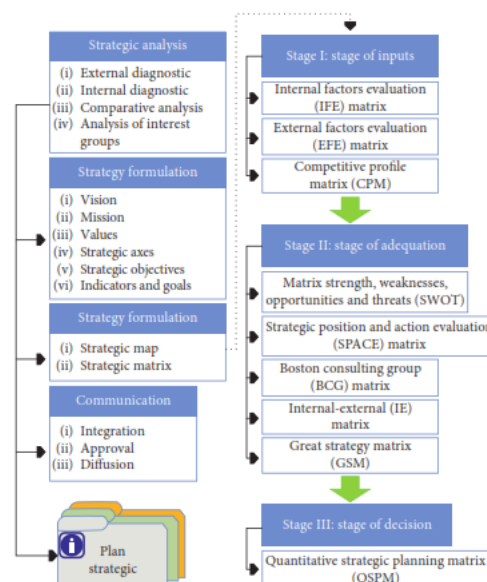 Strategic analysis
(i) External diagnostic
(ii) Internal diagnostic
(iii) Comparative analysis
(iv) Analysis of interest
groups
Strategy formulation
(i) Vision
(ii) Mission
(iii) Values
(iv) Strategic axes
(v) Strategic objectives
(vi) Indicators and goals
Strategy formulation
(i) Strategic map
(ii) Strategic matrix
Communication
(i) Integration
(ii) Approval
(iii) Diffusion
i
Plan
strategic
Stage I: stage of inputs
Internal factors evaluation
(IFE) matrix
External factors evaluation
(EFE) matrix
Competitive profile
matrix (CPM)
Stage II: stage of adequation
Matrix strength, weaknesses,
opportunities and threats (SWOT)
Strategic position and action evaluation
(SPACE) matrix
Boston consulting group
(BCG) matrix
Internal-external (IE)
matrix
Great strategy matrix
(GSM)
Stage III: stage of decision
Quantitative strategic planning matrix
(QSPM)